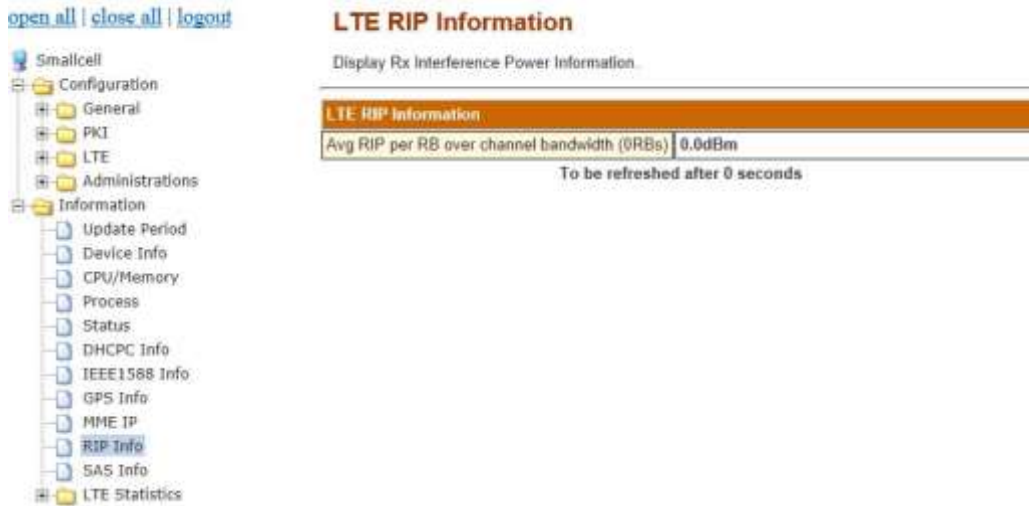 open all | close all | logout
Smallcell
Configuration
General
PKI
LTE
Administrations
Information
Update Period
Device Info
CPU/Memory
Process
Status
DHCPC Info
IEEE1588 Info
GPS Info
MME IP
RIP Info
SAS Info
LTE Statistics
LTE RIP Information
Display Rx Interference Power Information.
LTE RIP Information
Avg RIP per RB over channel bandwidth (0RBs) 0.0dBm
To be refreshed after 0 seconds